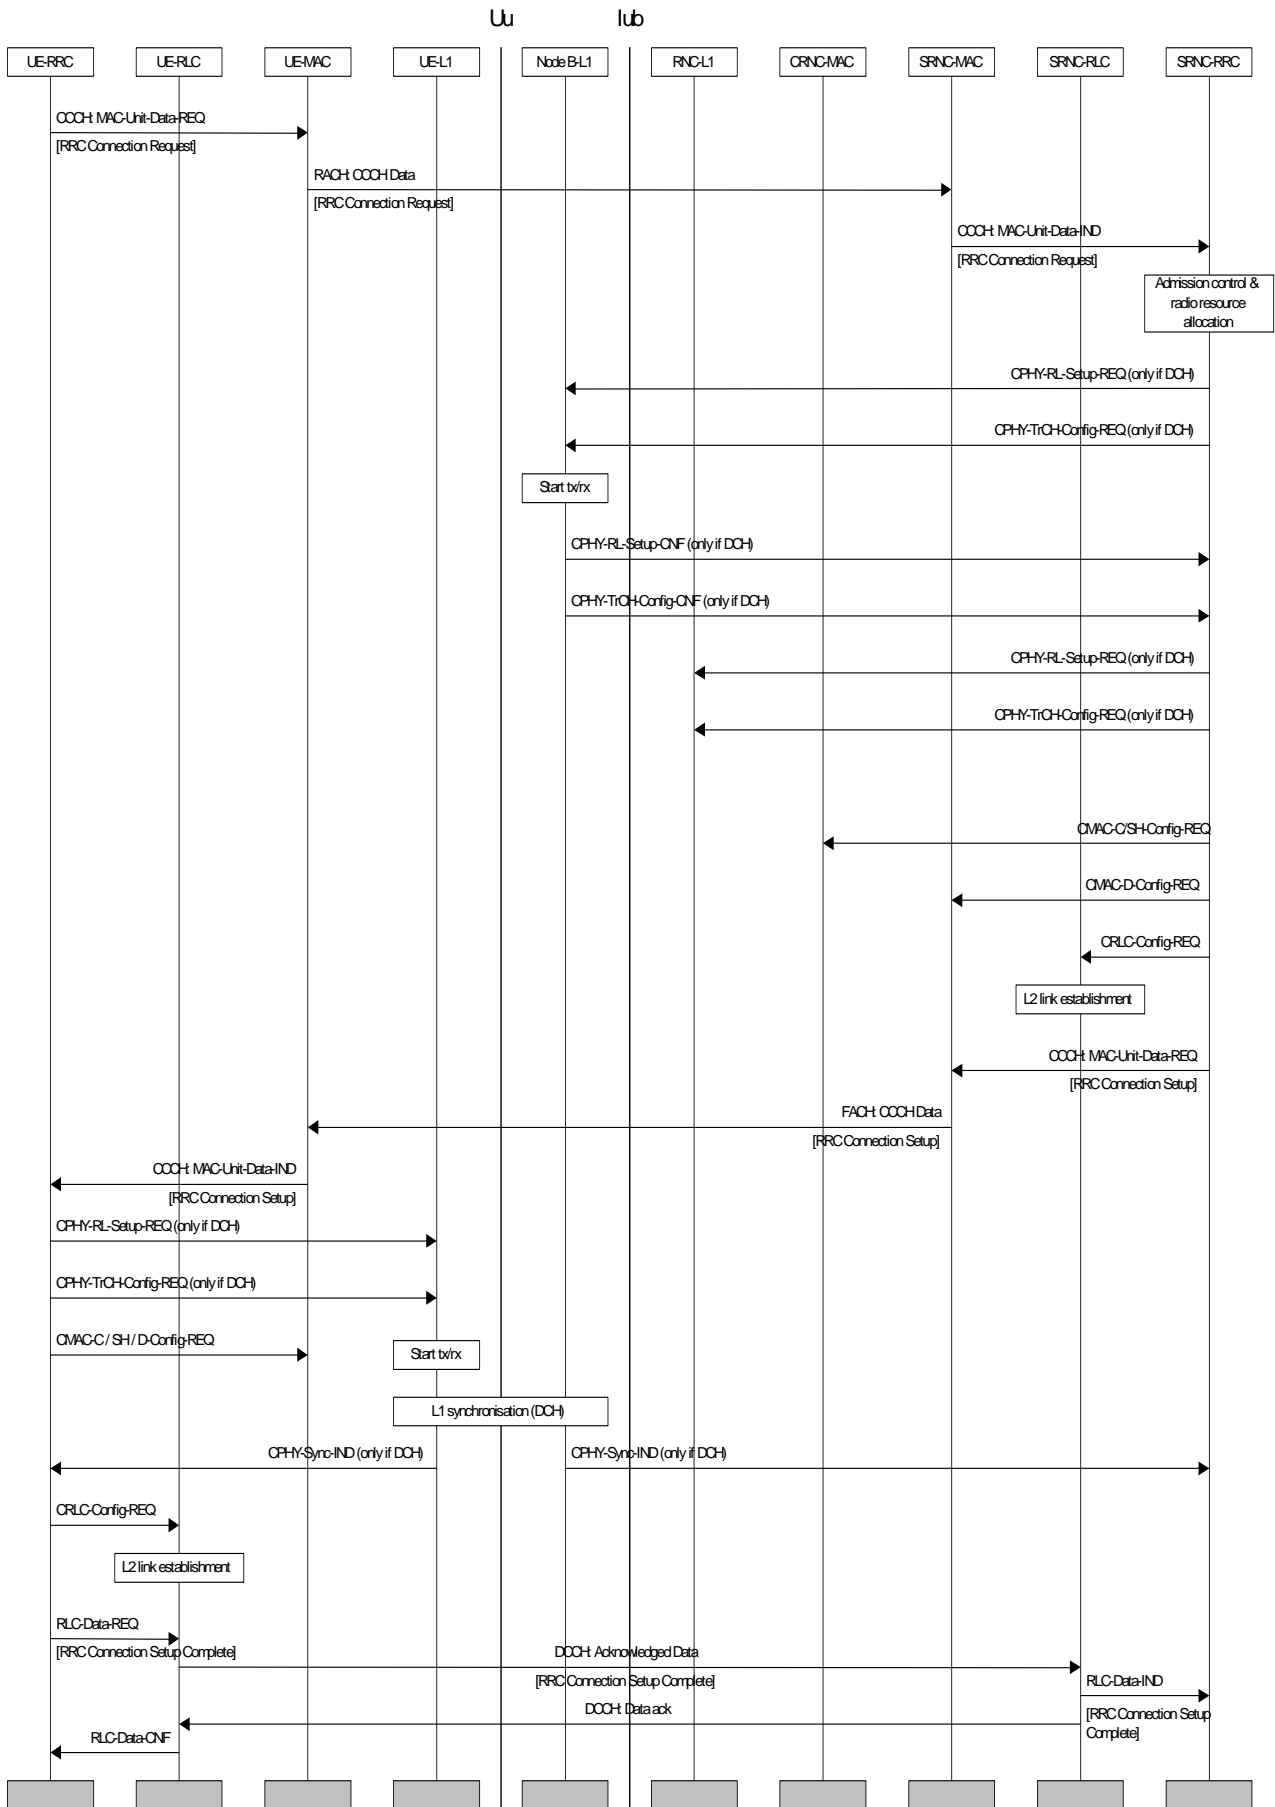 Uu
Iub
UE-RRC
UE-RLC
UE-MAC
UE-L1
Node B-L1
RNC-L1
CRNC-MAC
SRNC-MAC
SRNC-RLC
SRNC-RRC
CCCH: MAC-Unit-Data-REQ
[RRC Connection Request]
RACH: CCCH Data
[RRC Connection Request]
CCCH: MAC-Unit-Data-IND
[RRC Connection Request]
Admission control &
radio resource
allocation
CPHY-RL-Setup-REQ (only if DCH)
CPHY-TrCH-Config-REQ (only if DCH)
Start tx/rx
CPHY-RL-Setup-CNF (only if DCH)
CPHY-TrCH-Config-CNF (only if DCH)
CPHY-RL-Setup-REQ (only if DCH)
CPHY-TrCH-Config-REQ (only if DCH)
CMAC-C/SH-Config-REQ
CMAC-D-Config-REQ
CRLC-Config-REQ
L2 link establishment
CCCH: MAC-Unit-Data-REQ
[RRC Connection Setup]
FACH: CCCH Data
[RRC Connection Setup]
CCCH: MAC-Unit-Data-IND
[RRC Connection Setup]
CPHY-RL-Setup-REQ (only if DCH)
CPHY-TrCH-Config-REQ (only if DCH)
CMAC-C / SH / D-Config-REQ
Start tx/rx
L1 synchronisation (DCH)
CPHY-Sync-IND (only if DCH)
CPHY-Sync-IND (only if DCH)
CRLC-Config-REQ
L2 link establishment
RLC-Data-REQ
[RRC Connection Setup Complete]
DCCH: Acknowledged Data
[RRC Connection Setup Complete]
RLC-Data-IND
[RRC Connection Setup
Complete]
DCCH: Data ack
RLC-Data-CNF